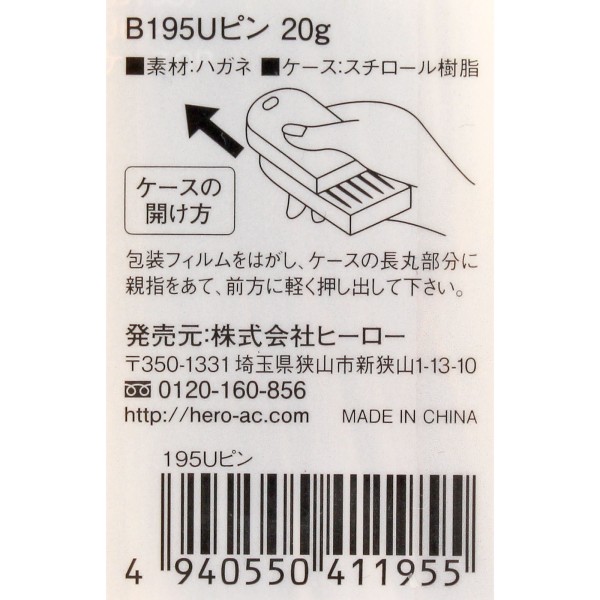 B195Uピン 20g
■素材:ハガネ ■ケース:スチロール樹脂
ケースの
開け方
包装フィルムをはがし、ケースの長丸部分に
親指をあて、前方に軽く押し出して下さい。
発売元:株式会社ヒーロー
〒350-1331 埼玉県狭山市新狭山1-13-10
0120-160-856
http://hero-ac.com MADE IN CHINA
195Uピン
4 940550 411955